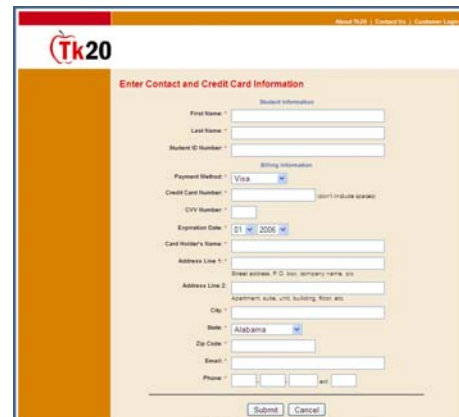 About Tk20 | Contact Us | Customer Login
Tk20
Enter Contact and Credit Card Information
Student Information
First Name: *
Last Name: *
Student ID Number: *
Billing Information
Payment Method: * Visa
Credit Card Number: * (don't include spaces)
CVV Number: *
Expiration Date: * 01 2006
Card Holder's Name: *
Address Line 1: *
Street address, P.O. box, company name, c/o
Address Line 2:
Apartment, suite, unit, building, floor, etc.
City: *
State: * Alabama
Zip Code: *
Email: *
Phone: * - - ext
Submit Cancel